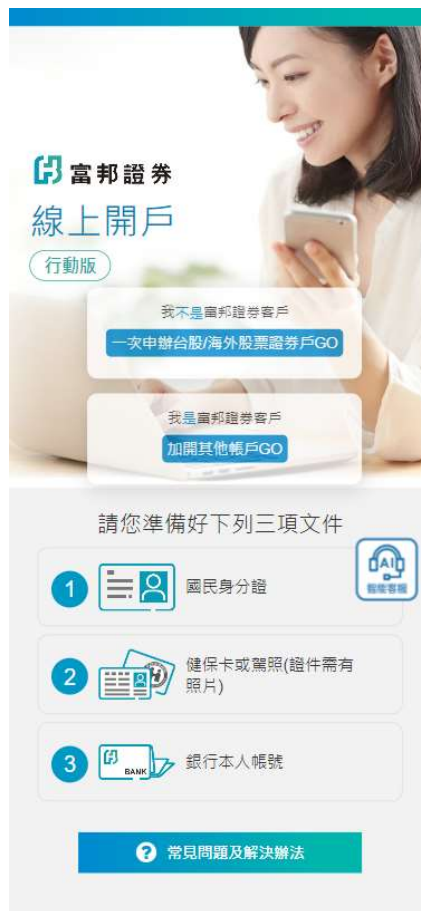 富邦證券
線上開戶
行動版
我不是富邦證券客戶
一次申辦台股/海外股票證券戶GO
我是富邦證券客戶
加開其他帳戶GO
請您準備好下列三項文件
AI
智能客服
1
國民身分證
2
健保卡或駕照(證件需有
照片)
3
BANK
銀行本人帳號
? 常見問題及解決辦法